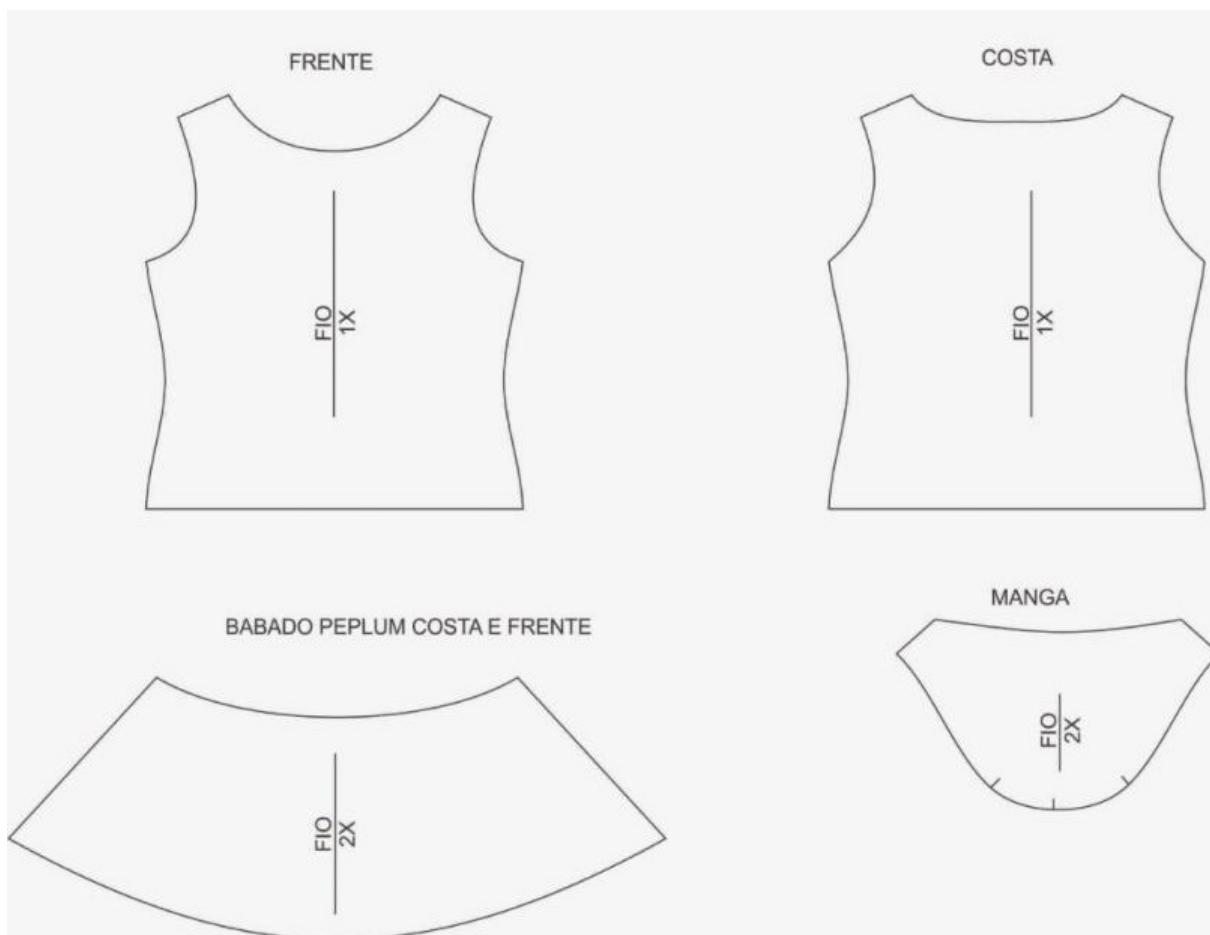 FRENTE
COSTA
FIO
1X
FIO
1X
BABADO PEPLUM COSTA E FRENTE
MANGA
FIO
2X
FIO
2X